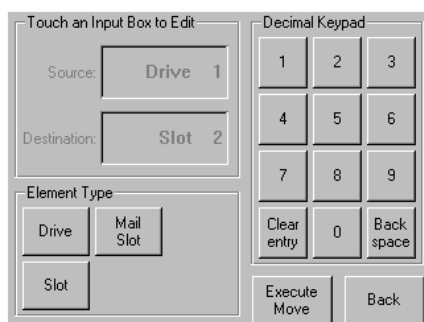 Touch an Input Box to Edit
Source: Drive 1
Destination: Slot 2
Element Type
Drive
Mail
Slot
Slot
Decimal Keypad
1 2 3
4 5 6
7 8 9
Clear
entry
0
Back
space
Execute
Move
Back